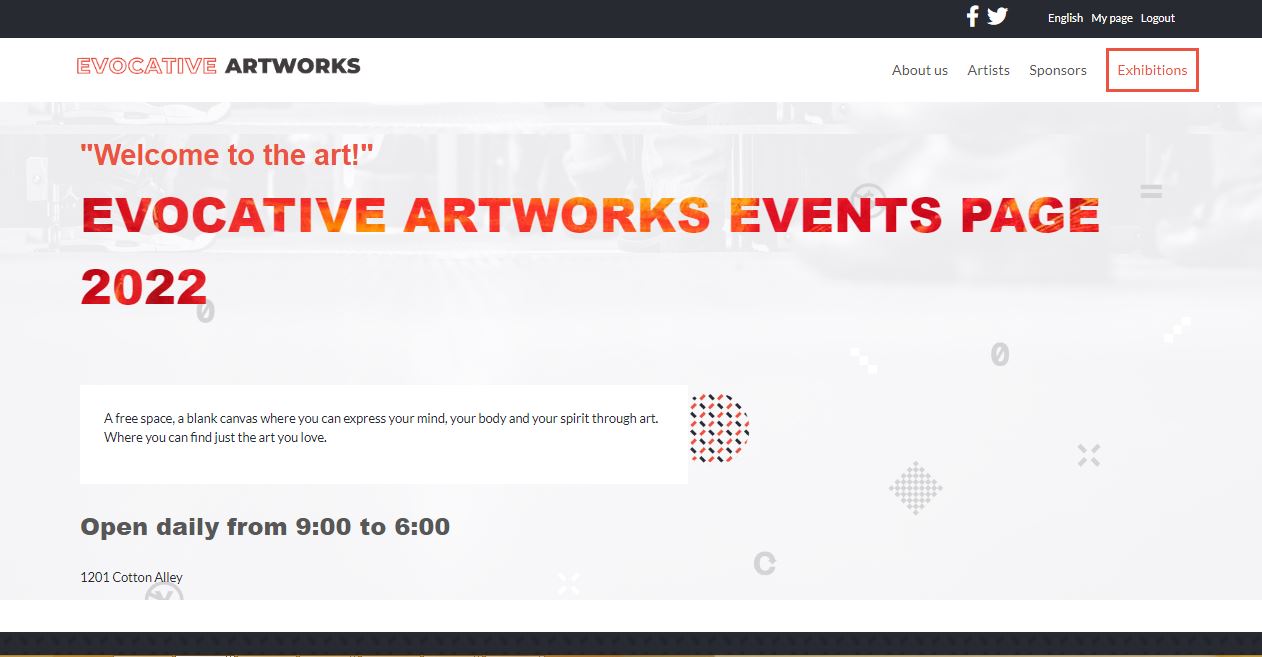 English My page Logout
EVOCATIVE ARTWORKS
About us Artists Sponsors Exhibitions
"Welcome to the art!"
EVOCATIVE ARTWORKS EVENTS PAGE
2022
A free space, a blank canvas where you can express your mind, your body and your spirit through art.
Where you can find just the art you love.
Open daily from 9:00 to 6:00
1201 Cotton Alley